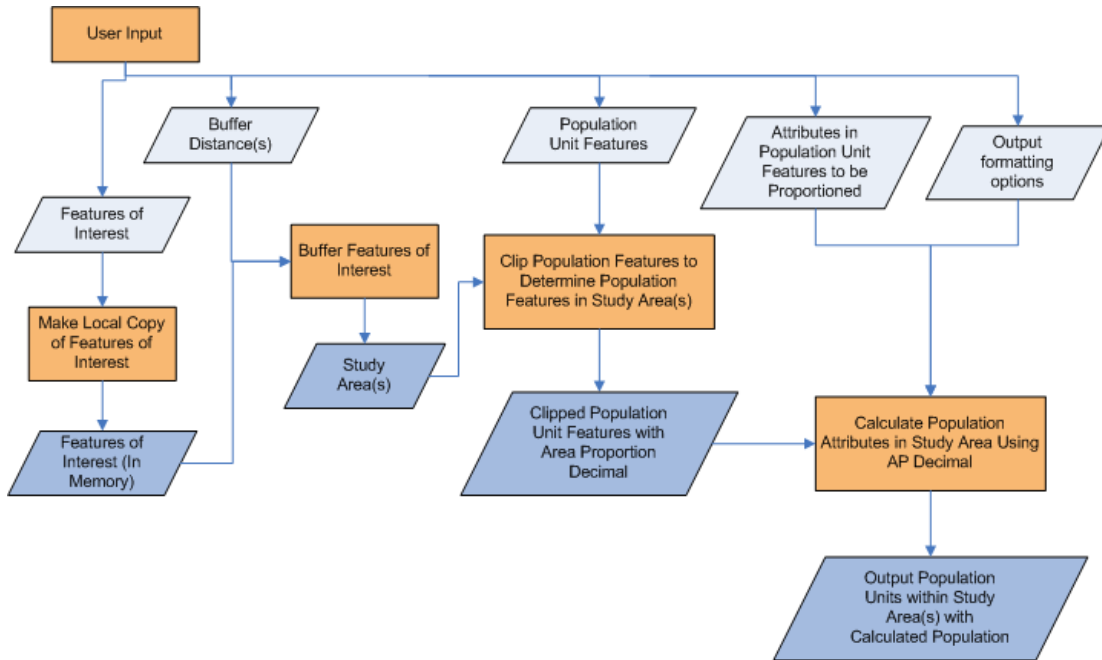 User Input
Buffer
Distance(s)
Population
Unit Features
Attributes in
Population Unit
Features to be
Proportioned
Output
formatting
options
Features of
Interest
Buffer Features of
Interest
Clip Population Features to
Determine Population
Features in Study Area(s)
Make Local Copy
of Features of
Interest
Study
Area(s)
Features of
Interest (In
Memory)
Clipped Population
Unit Features with
Area Proportion
Decimal
Calculate Population
Attributes in Study Area Using
AP Decimal
Output Population
Units within Study
Area(s) with
Calculated Population